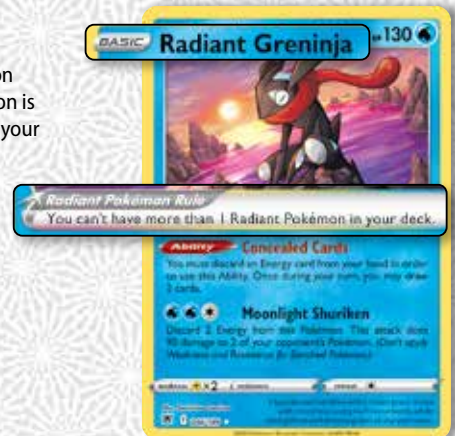 on
on is
your
BASIC Radiant Greninja 130
Radiant Pokémon Rule
You can't have more than 1 Radiant Pokémon in your deck.
Ability Concealed Cards
You must discard an Energy card from your hand in order
to use this Ability. Once during your turn, you may draw
2 cards.
Moonlight Shuriken
Discard 2 Energy from this Pokémon. This attack does
90 damage to 2 of your opponent's Pokémon. (Don't apply
Weakness and Resistance for Benched Pokémon.)
weakness ×2 resistance retreat